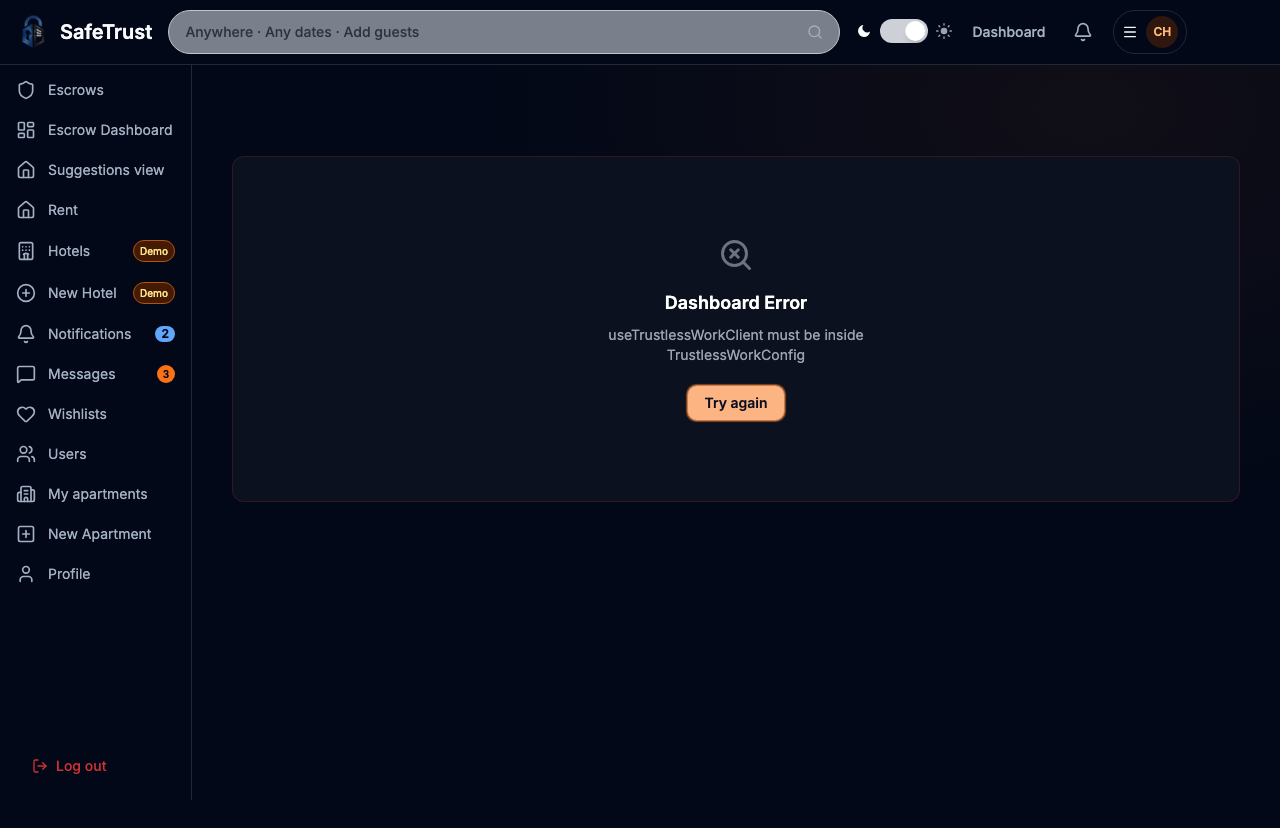 SafeTrust
Anywhere · Any dates · Add guests
Dashboard
CH
Escrows
Escrow Dashboard
Suggestions view
Rent
Hotels Demo
New Hotel Demo
Notifications 2
Messages 3
Wishlists
Users
My apartments
New Apartment
Profile
Log out
Dashboard Error
useTrustlessWorkClient must be inside
TrustlessWorkConfig
Try again